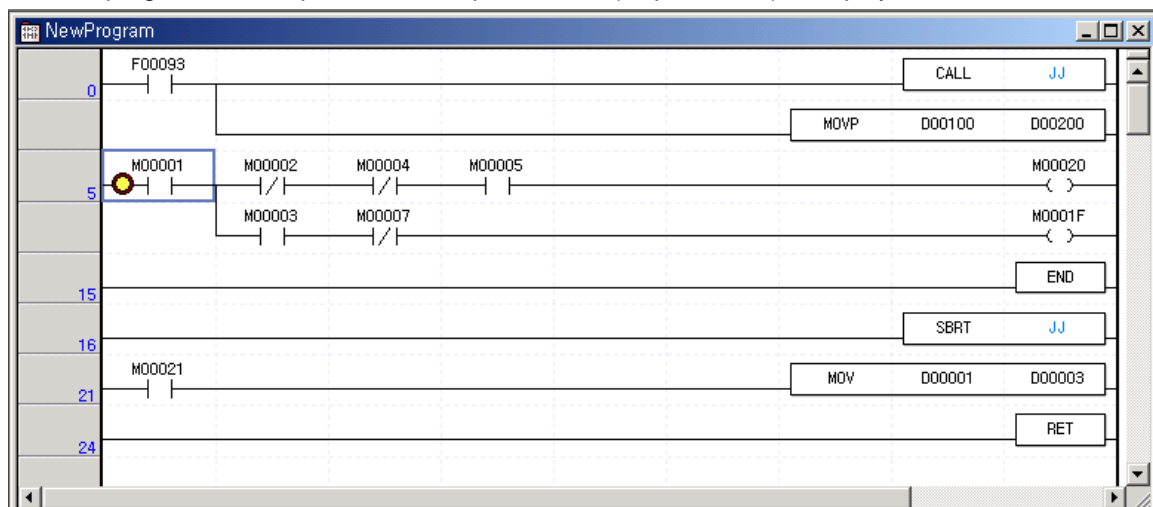 NewProgram
F00093
CALL JJ
0
MOVP D00100 D00200
M00001 M00002 M00004 M00005 M00020
5
M00003 M00007 M0001F
END
15
SBRT JJ
16
M00021
MOV D00001 D00003
21
RET
24